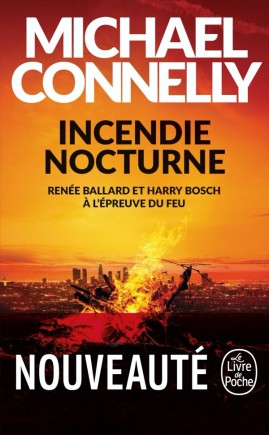 MICHAEL
CONNELLY
INCENDIE
NOCTURNE
RENÉE BALLARD ET HARRY BOSCH
À L'ÉPREUVE DU FEU
NOUVEAUTÉ
Le
Livre
de
Poche